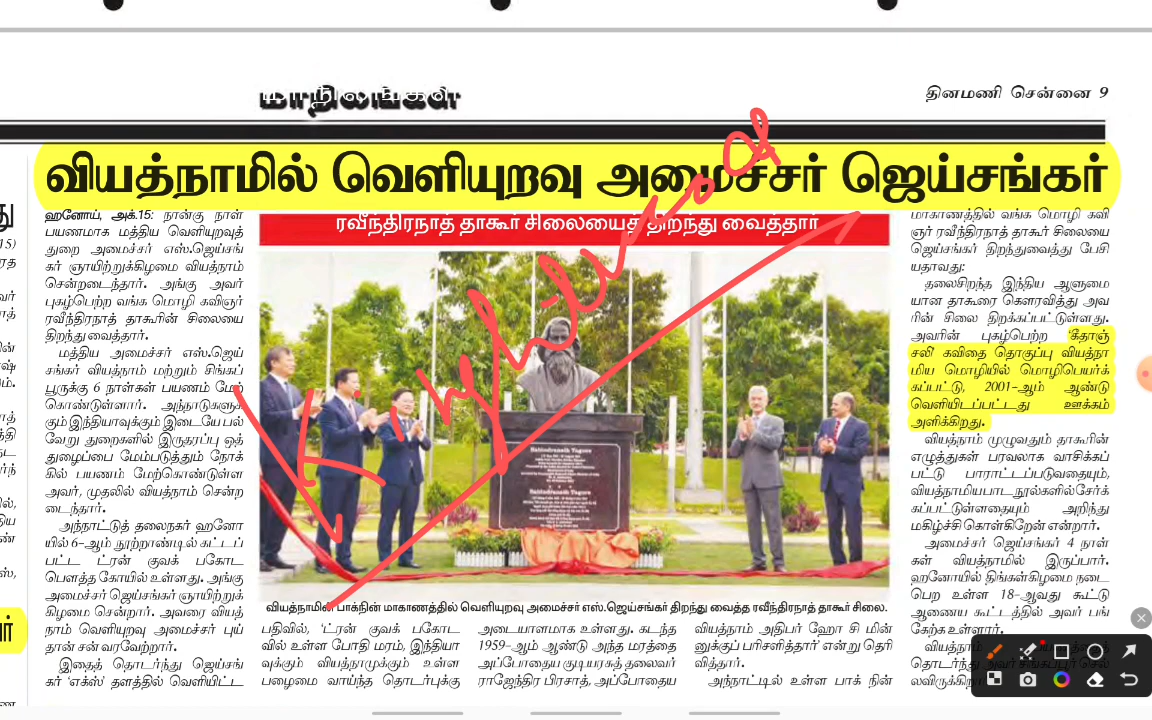 மாநிலங்கள்
தினமணி சென்னை 9
வியத்நாமில் வெளியுறவு அமைச்சர் ஜெய்சங்கர்
ரவீந்திரநாத் தாகூர் சிலையைத் திறந்து வைத்தார்
ஹனோய், அக்.15: நான்கு நாள்
பயணமாக மத்திய வெளியுறவுத்
துறை அமைச்சர் எஸ்.ஜெய்சங்
கர் ஞாயிற்றுக்கிழமை வியத்நாம்
சென்றடைந்தார். அங்கு அவர்
புகழ்பெற்ற வங்க மொழி கவிஞர்
ரவீந்திரநாத் தாகூரின் சிலையை
திறந்து வைத்தார்.
மத்திய அமைச்சர் எஸ்.ஜெய்
சங்கர் வியத்நாம் மற்றும் சிங்கப்
பூருக்கு 6 நாள்கள் பயணம் மேற்
கொண்டுள்ளார். அந்நாடுகளுக்
கும் இந்தியாவுக்கும் இடையே பல்
வேறு துறைகளில் இருதரப்பு ஒத்
துழைப்பை மேம்படுத்தும் நோக்
கில் பயணம் மேற்கொண்டுள்ள
அவர், முதலில் வியத்நாம் சென்ற
டைந்தார்.
அந்நாட்டுத் தலைநகர் ஹனோ
யில் 6-ஆம் நூற்றாண்டில் கட்டப்
பட்ட ட்ரன் குவக் பகோட
பௌத்த கோயில் உள்ளது. அங்கு
அமைச்சர் ஜெய்சங்கர் ஞாயிற்றுக்
கிழமை சென்றார். அவரை வியத்
நாம் வெளியுறவு அமைச்சர் புய்
தான் சன் வரவேற்றார்.
இதைத் தொடர்ந்து ஜெய்சங்
கர் 'எக்ஸ்' தளத்தில் வெளியிட்ட
Rabindranath Tagore
Rabindranath Tagore
வியத்நாமின் பாக்நின் மாகாணத்தில் வெளியுறவு அமைச்சர் எஸ்.ஜெய்சங்கர் திறந்து வைத்த ரவீந்திரநாத் தாகூர் சிலை.
பதிவில், 'ட்ரன் குவக் பகோட
வில் உள்ள போதி மரம், இந்தியா
வுக்கும் வியத்நாமுக்கும் உள்ள
பழைமை வாய்ந்த தொடர்புக்கு
அடையாளமாக உள்ளது. கடந்த
1959-ஆம் ஆண்டு அந்த மரத்தை
அப்போதைய குடியரசுத் தலைவர்
ராஜேந்திர பிரசாத், அப்போதைய
வியத்நாம் அதிபர் ஹோ சி மின்
னுக்குப் பரிசளித்தார்' என்று தெரி
வித்தார்.
அந்நாட்டில் உள்ள பாக் நின்
மாகாணத்தில் வங்க மொழி கவி
ஞர் ரவீந்திரநாத் தாகூர் சிலையை
ஜெய்சங்கர் திறந்துவைத்து பேசி
யதாவது:
தலைசிறந்த இந்திய ஆளுமை
யான தாகூரை கௌரவித்து அவ
ரின் சிலை திறக்கப்பட்டுள்ளது.
அவரின் புகழ்பெற்ற 'கீதாஞ்
சலி' கவிதை தொகுப்பு வியத்நா
மிய மொழியில் மொழிபெயர்க்
கப்பட்டு, 2001-ஆம் ஆண்டு
வெளியிடப்பட்டது ஊக்கம்
அளிக்கிறது.
வியத்நாம் முழுவதும் தாகூரின்
எழுத்துகள் பரவலாக வாசிக்கப்
பட்டு பாராட்டப்படுவதையும்,
வியத்நாமிய பாட நூல்களில் சேர்க்
கப்பட்டுள்ளதையும் அறிந்து
மகிழ்ச்சி கொள்கிறேன் என்றார்.
அமைச்சர் ஜெய்சங்கர் 4 நாள்
கள் வியத்நாமில் இருப்பார்.
ஹனோயில் திங்கள்கிழமை நடை
பெற உள்ள 18-ஆவது கூட்டு
ஆணைய கூட்டத்தில் அவர் பங்
கேற்க உள்ளார்.